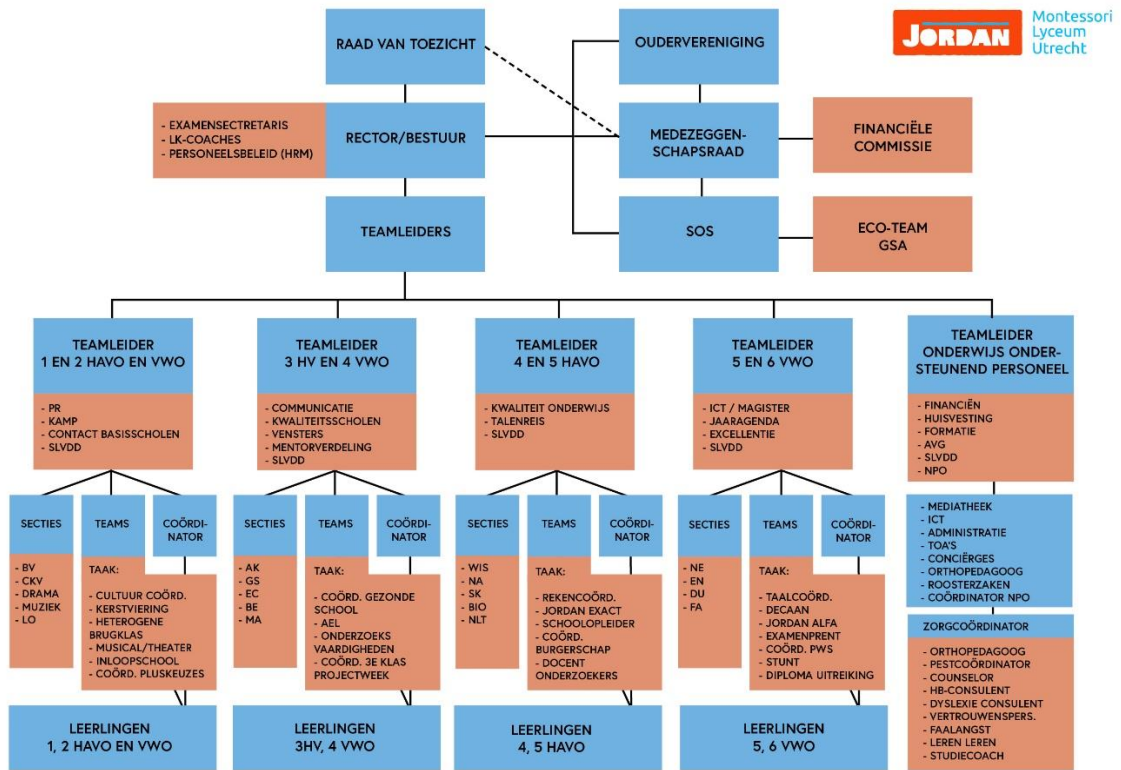 JORDAN
Montessori
Lyceum
Utrecht
RAAD VAN TOEZICHT
OUDERVERENIGING
- EXAMENSECRETARIS
- LK-COACHES
- PERSONEELSBELEID (HRM)
RECTOR/BESTUUR
MEDEZEGGEN-
SCHAPSRAAD
FINANCIËLE
COMMISSIE
TEAMLEIDERS
SOS
ECO-TEAM
GSA
TEAMLEIDER
1 EN 2 HAVO EN VWO
- PR
- KAMP
- CONTACT BASISSCHOLEN
- SLVDD
TEAMLEIDER
3 HV EN 4 VWO
- COMMUNICATIE
- KWALITEITSSCHOLEN
- VENSTERS
- MENTORVERDELING
- SLVDD
TEAMLEIDER
4 EN 5 HAVO
- KWALITEIT ONDERWIJS
- TALENREIS
- SLVDD
TEAMLEIDER
5 EN 6 VWO
- ICT / MAGISTER
- JAARAGENDA
- EXCELLENTIE
- SLVDD
TEAMLEIDER
ONDERWIJS ONDER-
STEUNEND PERSONEEL
- FINANCIËN
- HUISVESTING
- FORMATIE
- AVG
- SLVDD
- NPO
SECTIES
- BV
- CKV
- DRAMA
- MUZIEK
- LO
TEAMS
TAAK:
- CULTUUR COÖRD.
- KERSTVIERING
- HETEROGENE
BRUGKLAS
- MUSICAL/THEATER
- INLOOPSCHOOL
- COÖRD. PLUSKEUZES
COÖRDI-
NATOR
SECTIES
- AK
- GS
- EC
- BE
- MA
TEAMS
TAAK:
- COÖRD. GEZONDE
SCHOOL
- AEL
- ONDERZOEKS
VAARDIGHEDEN
- COÖRD. 3E KLAS
PROJECTWEEK
COÖRDI-
NATOR
SECTIES
- WIS
- NA
- SK
- BIO
- NLT
TEAMS
TAAK:
- REKENCOÖRD.
- JORDAN EXACT
- SCHOOLOPLEIDER
- COÖRD.
BURGERSCHAP
- DOCENT
ONDERZOEKERS
COÖRDI-
NATOR
SECTIES
- NE
- EN
- DU
- FA
TEAMS
TAAK:
- TAALCOÖRD.
- DECAAN
- JORDAN ALFA
- EXAMENPRENT
- COÖRD. PWS
- STUNT
- DIPLOMA UITREIKING
COÖRDI-
NATOR
- MEDIATHEEK
- ICT
- ADMINISTRATIE
- TOA'S
- CONCIËRGES
- ORTHOPEDAGOOG
- ROOSTERZAKEN
- COÖRDINATOR NPO
ZORGCOÖRDINATOR
- ORTHOPEDAGOOG
- PESTCOÖRDINATOR
- COUNSELOR
- HB-CONSULENT
- DYSLEXIE CONSULENT
- VERTROUWENSPERS.
- FAALANGST
- LEREN LEREN
- STUDIECOACH
LEERLINGEN
1, 2 HAVO EN VWO
LEERLINGEN
3HV, 4 VWO
LEERLINGEN
4, 5 HAVO
LEERLINGEN
5, 6 VWO